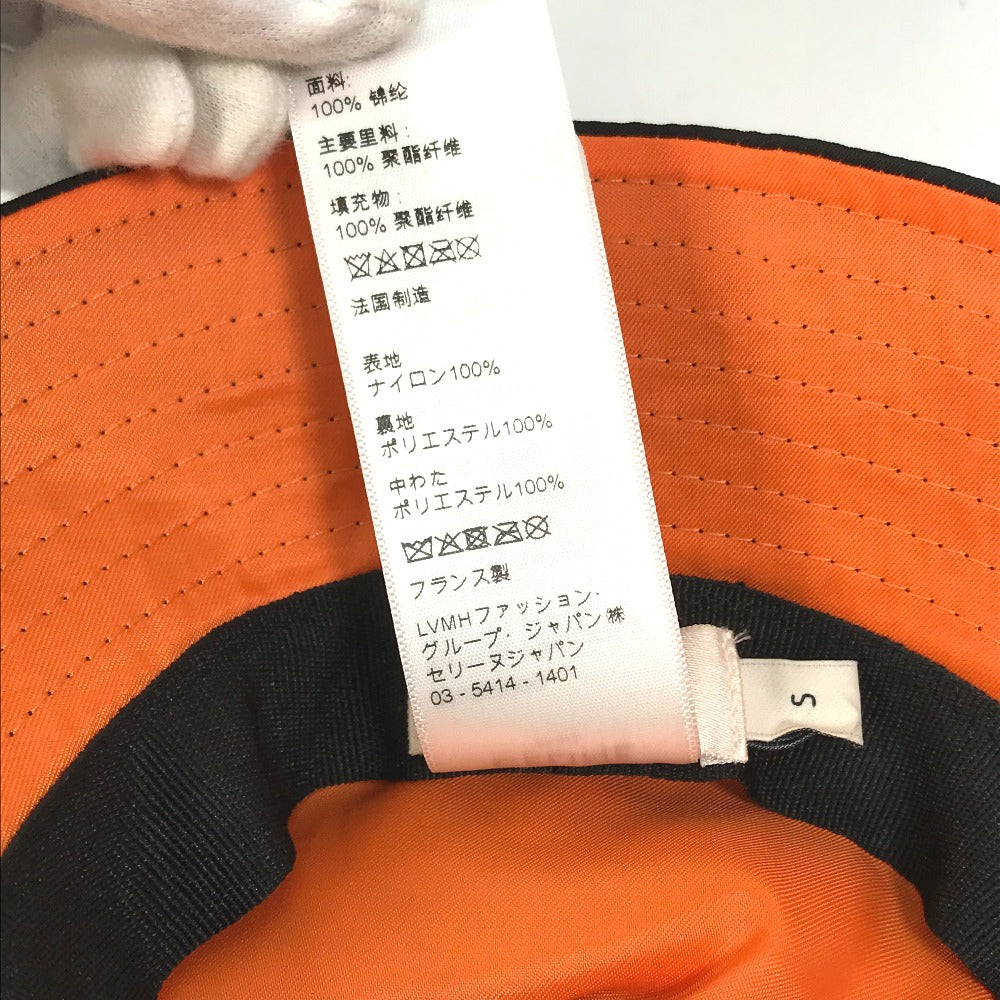 面料:
100% 锦纶
主要里料:
100% 聚酯纤维
填充物:
100% 聚酯纤维
法国制造
表地
ナイロン100%
裏地
ポリエステル100%
中わた
ポリエステル100%
フランス製
LVMHファッション・
グループ・ジャパン㈱
セリーヌジャパン
03 - 5414 - 1401
S